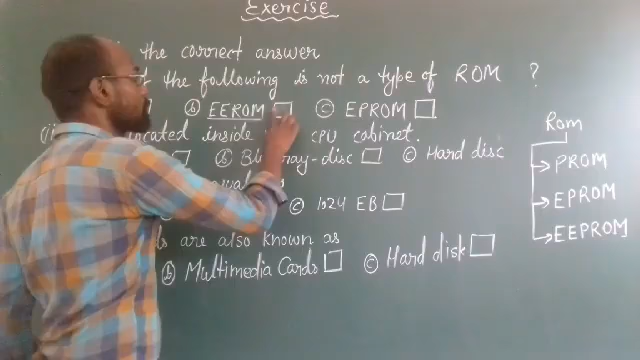 Exercise
the correct answer
the following is not a type of ROM ?
(b) EEROM (c) EPROM
inside CPU cabinet.
(b) Blu-ray-disc (c) Hard disc
(c) 1024 EB
are also known as
(b) Multimedia Cards (c) Hard disk
Rom
PROM
EPROM
EEPROM